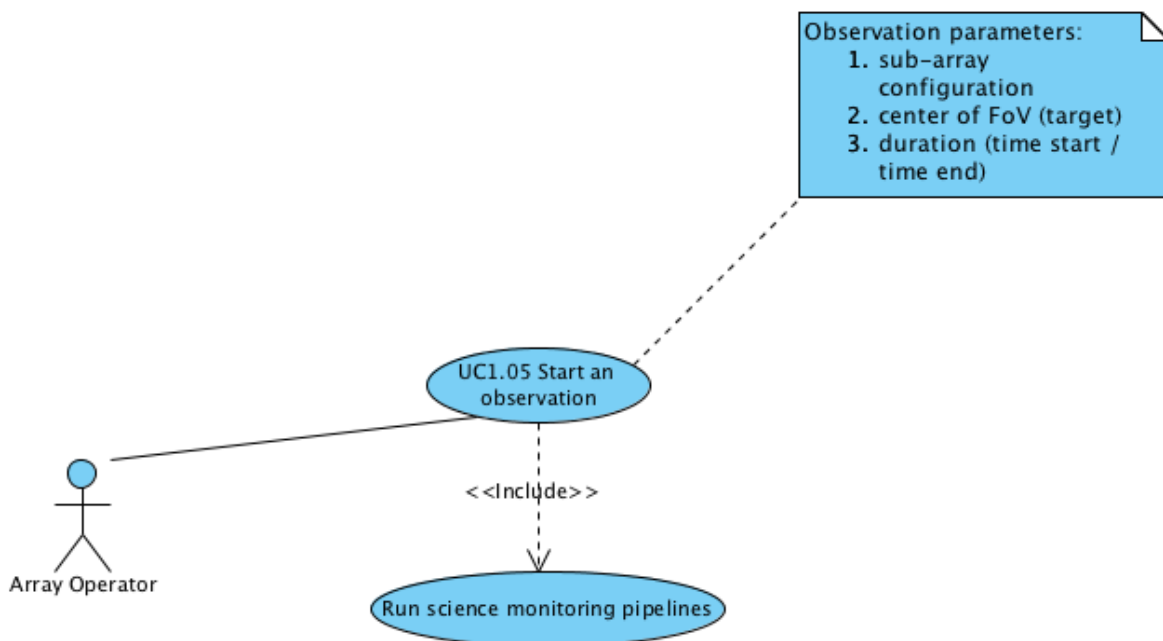 Observation parameters:
1. sub-array
configuration
2. center of FoV (target)
3. duration (time start /
time end)
UC1.05 Start an
observation
<<Include>>
Array Operator
Run science monitoring pipelines